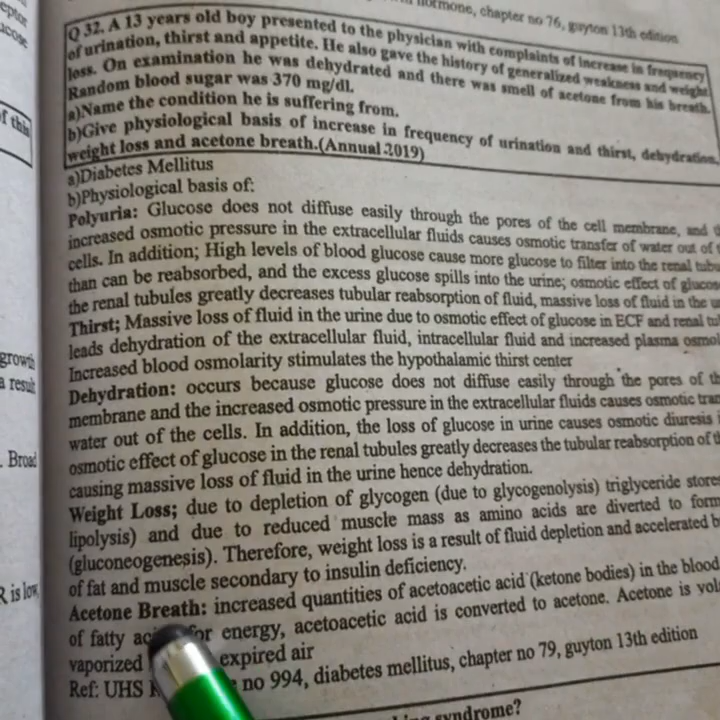 hormone, chapter no 76, guyton 13th edition
Q 32. A 13 years old boy presented to the physician with complaints of increase in frequency
of urination, thirst and appetite. He also gave the history of generalized weakness and weight
loss. On examination he was dehydrated and there was smell of acetone from his breath.
Random blood sugar was 370 mg/dl.
a)Name the condition he is suffering from.
b)Give physiological basis of increase in frequency of urination and thirst, dehydration,
weight loss and acetone breath.(Annual 2019)
a)Diabetes Mellitus
b)Physiological basis of:
Polyuria: Glucose does not diffuse easily through the pores of the cell membrane, and
increased osmotic pressure in the extracellular fluids causes osmotic transfer of water out of
cells. In addition; High levels of blood glucose cause more glucose to filter into the renal
than can be reabsorbed, and the excess glucose spills into the urine; osmotic effect of
the renal tubules greatly decreases tubular reabsorption of fluid, massive loss of fluid in the
Thirst; Massive loss of fluid in the urine due to osmotic effect of glucose in ECF and renal
leads dehydration of the extracellular fluid, intracellular fluid and increased plasma
Increased blood osmolarity stimulates the hypothalamic thirst center
Dehydration: occurs because glucose does not diffuse easily through the pores of
membrane and the increased osmotic pressure in the extracellular fluids causes osmotic
water out of the cells. In addition, the loss of glucose in urine causes osmotic diuresis
osmotic effect of glucose in the renal tubules greatly decreases the tubular reabsorption of
causing massive loss of fluid in the urine hence dehydration.
Weight Loss; due to depletion of glycogen (due to glycogenolysis) triglyceride
lipolysis) and due to reduced muscle mass as amino acids are diverted to form
(gluconeogenesis). Therefore, weight loss is a result of fluid depletion and accelerated
of fat and muscle secondary to insulin deficiency.
Acetone Breath: increased quantities of acetoacetic acid (ketone bodies) in the blood
of fatty for energy, acetoacetic acid is converted to acetone. Acetone is
vaporized expired air
Ref: UHS no 994, diabetes mellitus, chapter no 79, guyton 13th edition
syndrome?
growth
a result
. Broad
R is low
of this